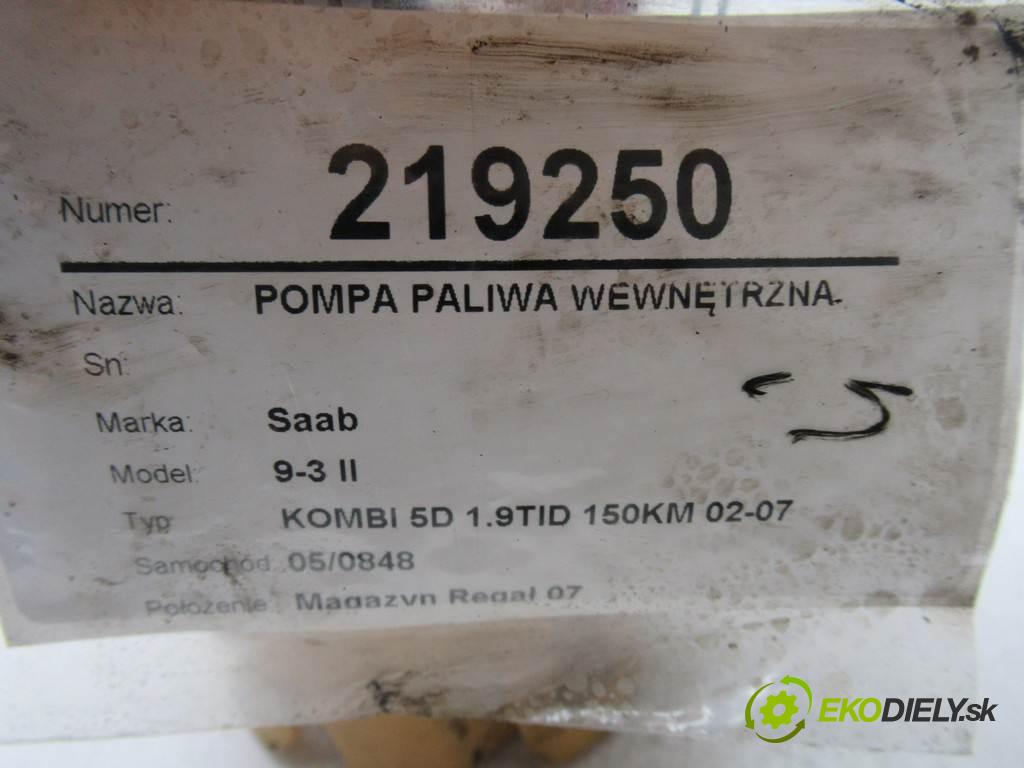 Numer: 219250
Nazwa: POMPA PALIWA WEWNĘTRZNA
Sn:
Marka: Saab
Model: 9-3 II
Typ KOMBI 5D 1.9TID 150KM 02-07
Samochód: 05/0848
Położenie: Magazyn Regał 07
EKODIELY.sk